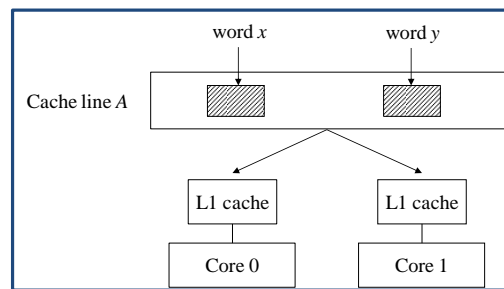 word x word y
Cache line A
L1 cache L1 cache
Core 0 Core 1